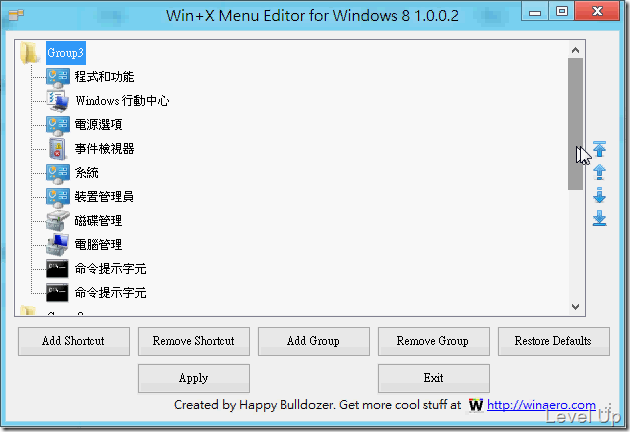 Win+X Menu Editor for Windows 8 1.0.0.2
Group3
程式和功能
Windows 行動中心
電源選項
事件檢視器
系統
裝置管理員
磁碟管理
電腦管理
命令提示字元
命令提示字元
Add Shortcut
Remove Shortcut
Add Group
Remove Group
Restore Defaults
Apply
Exit
Created by Happy Bulldozer. Get more cool stuff at W http://winaero.com
Level Up